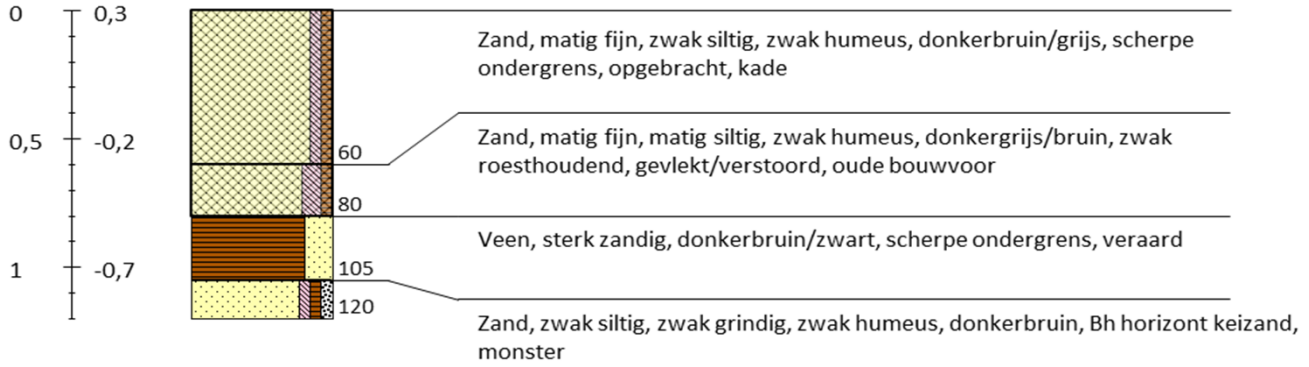 0 0,3
Zand, matig fijn, zwak siltig, zwak humeus, donkerbruin/grijs, scherpe
ondergrens, opgebracht, kade
0,5 -0,2
60
Zand, matig fijn, matig siltig, zwak humeus, donkergrijs/bruin, zwak
roesthoudend, gevlekt/verstoord, oude bouwvoor
80
Veen, sterk zandig, donkerbruin/zwart, scherpe ondergrens, veraard
1 -0,7
105
120
Zand, zwak siltig, zwak grindig, zwak humeus, donkerbruin, Bh horizont keizand,
monster